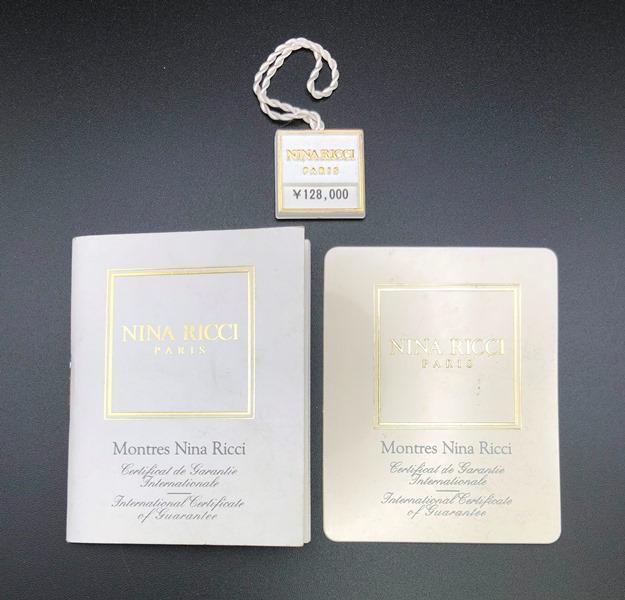 NINA RICCI
PARIS
¥128,000
NINA RICCI
PARIS
Montres Nina Ricci
Certificat de Garantie
Internationale
International Certificate
of Guarantee
NINA RICCI
PARIS
Montres Nina Ricci
Certificat de Garantie
Internationale
International Certificate
of Guarantee